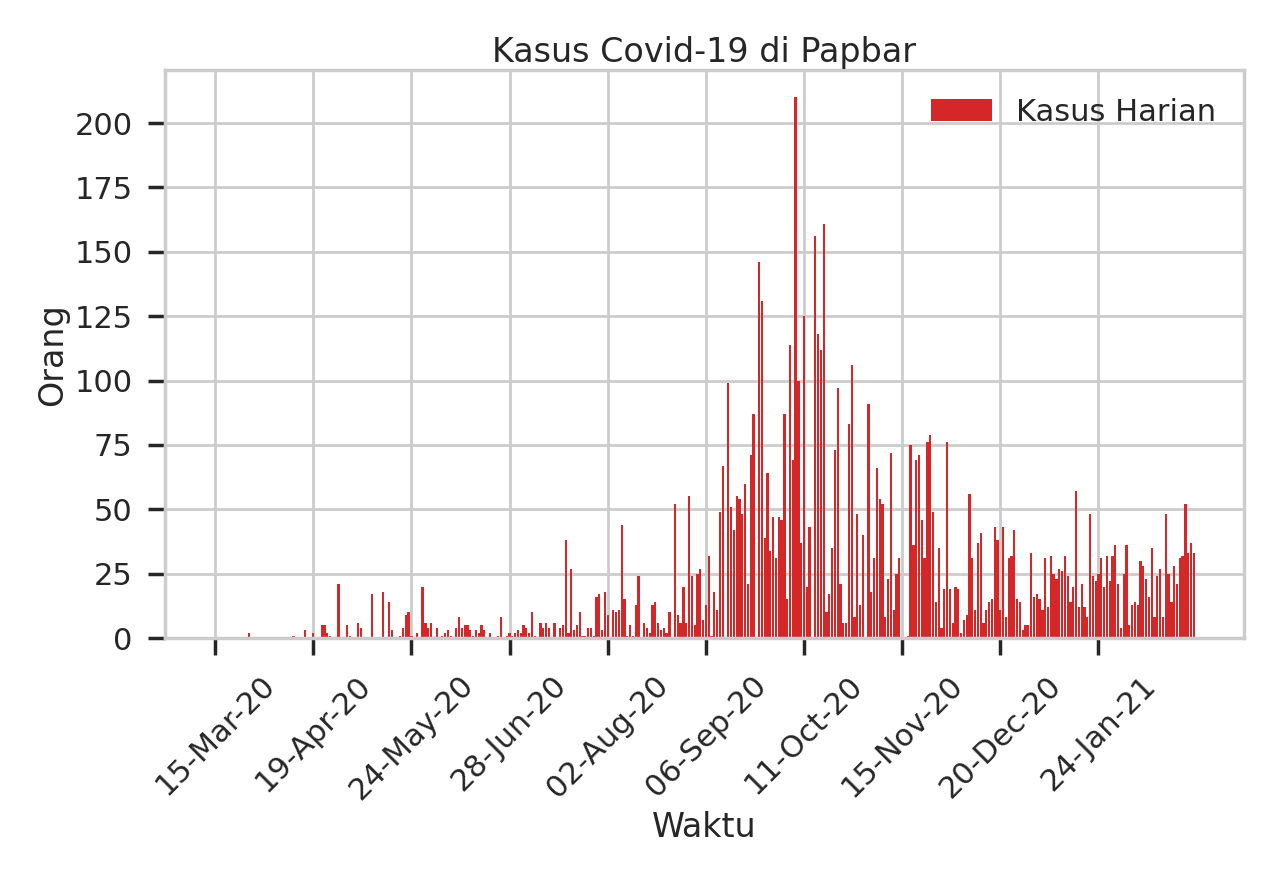 Kasus Covid-19 di Papbar
Kasus Harian
Orang
200
175
150
125
100
75
50
25
0
15-Mar-20
19-Apr-20
24-May-20
28-Jun-20
02-Aug-20
06-Sep-20
11-Oct-20
15-Nov-20
20-Dec-20
24-Jan-21
Waktu